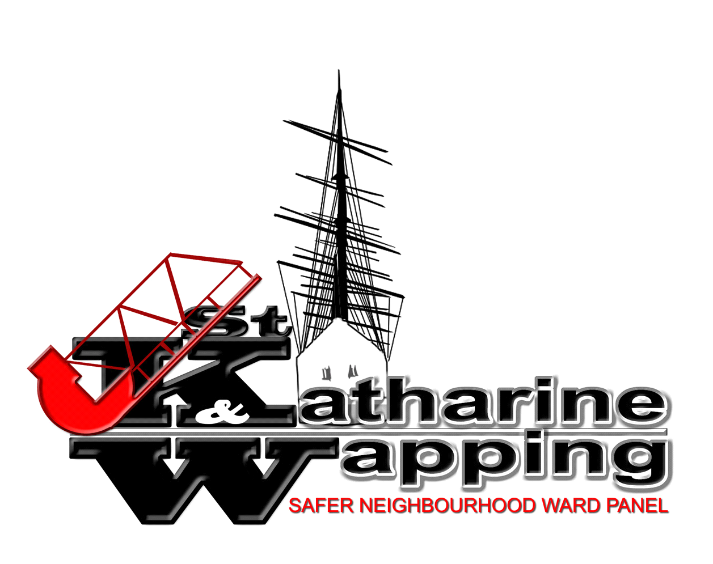 St
Katharine
&
Wapping
SAFER NEIGHBOURHOOD WARD PANEL